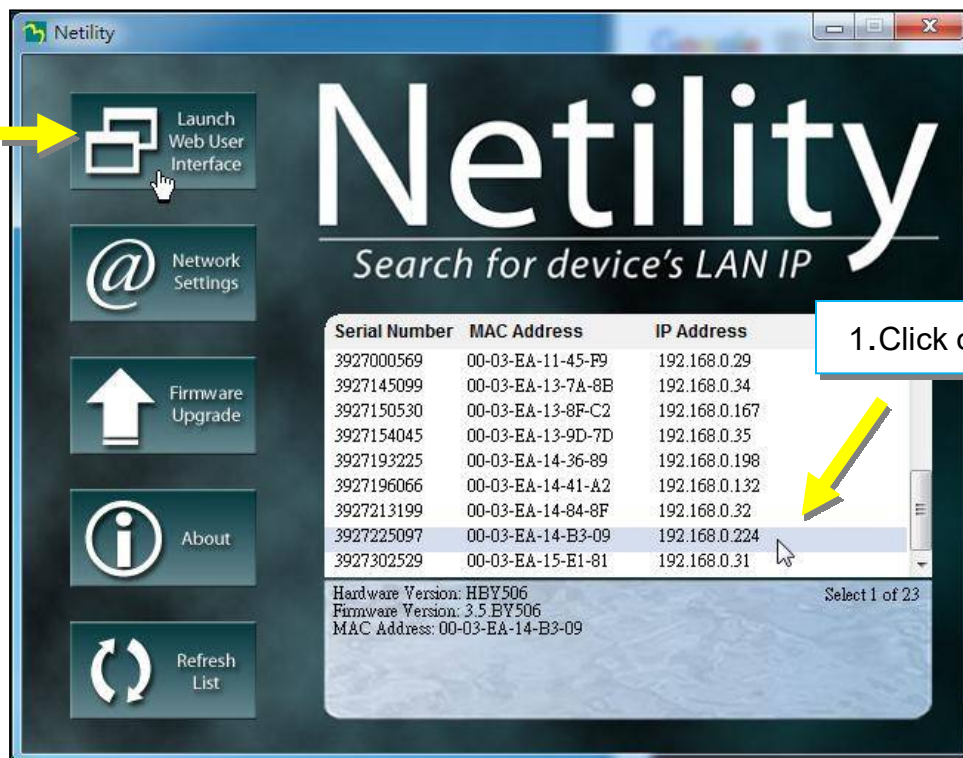 Netility
Launch
Web User
Interface
Network
Settings
Firmware
Upgrade
About
Refresh
List
Netility
Search for device's LAN IP
Serial Number MAC Address IP Address
1.Click
3927000569 00-03-EA-11-45-F9 192.168.0.29
3927145099 00-03-EA-13-7A-8B 192.168.0.34
3927150530 00-03-EA-13-8F-C2 192.168.0.167
3927154045 00-03-EA-13-9D-7D 192.168.0.35
3927193225 00-03-EA-14-36-89 192.168.0.198
3927196066 00-03-EA-14-41-A2 192.168.0.132
3927213199 00-03-EA-14-84-8F 192.168.0.32
3927225097 00-03-EA-14-B3-09 192.168.0.224
3927302529 00-03-EA-15-E1-81 192.168.0.31
Hardware Version: HBY506
Firmware Version: 3.5.BY506
MAC Address: 00-03-EA-14-B3-09
Select 1 of 23